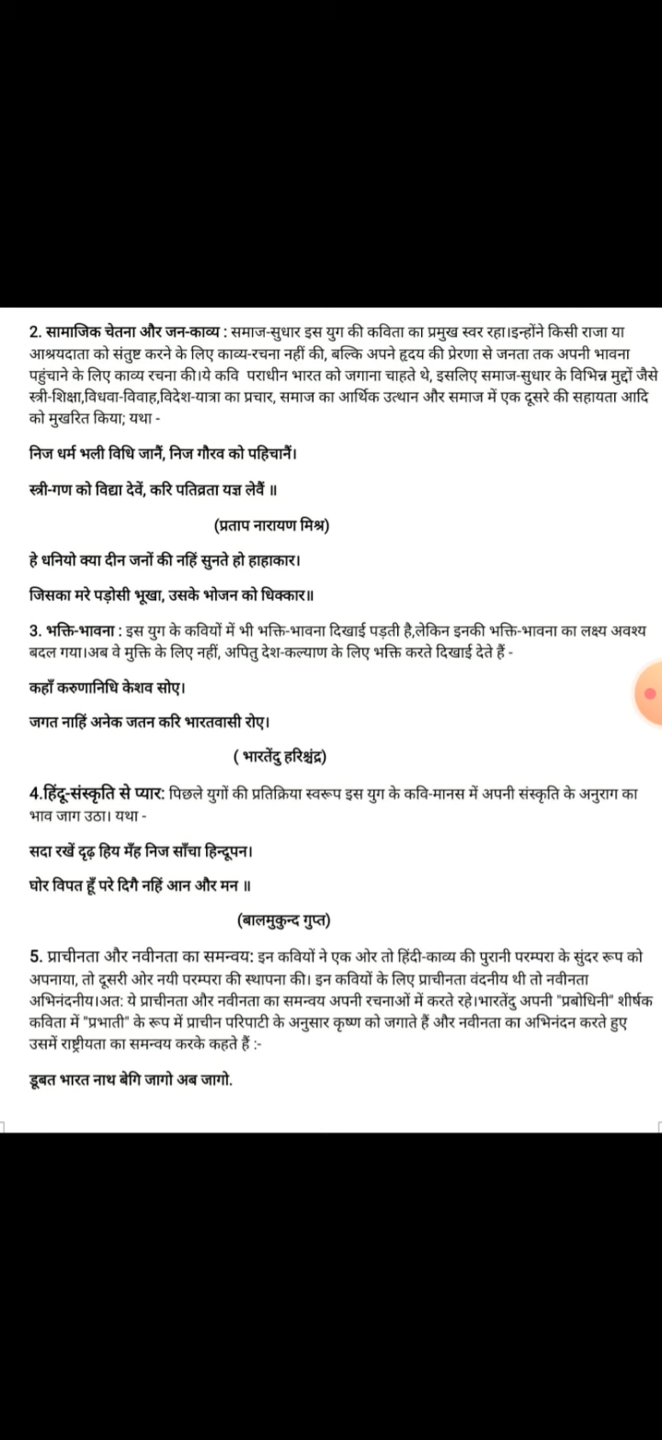 2. सामाजिक चेतना और जन-काव्य : समाज-सुधार इस युग की कविता का प्रमुख स्वर रहा।इन्होंने किसी राजा या
आश्रयदाता को संतुष्ट करने के लिए काव्य-रचना नहीं की, बल्कि अपने हृदय की प्रेरणा से जनता तक अपनी भावना
पहुंचाने के लिए काव्य रचना की।ये कवि पराधीन भारत को जगाना चाहते थे, इसलिए समाज-सुधार के विभिन्न मुद्दों जैसे
स्त्री-शिक्षा,विधवा-विवाह,विदेश-यात्रा का प्रचार, समाज का आर्थिक उत्थान और समाज में एक दूसरे की सहायता आदि
को मुखरित किया; यथा -
निज धर्म भली विधि जानैं, निज गौरव को पहिचानैं।
स्त्री-गण को विद्या देवें, करि पतिव्रता यज्ञ लेवैं ॥
(प्रताप नारायण मिश्र)
हे धनियो क्या दीन जनों की नहिं सुनते हो हाहाकार।
जिसका मरे पड़ोसी भूखा, उसके भोजन को धिक्कार॥
3. भक्ति-भावना : इस युग के कवियों में भी भक्ति-भावना दिखाई पड़ती है,लेकिन इनकी भक्ति-भावना का लक्ष्य अवश्य
बदल गया।अब वे मुक्ति के लिए नहीं, अपितु देश-कल्याण के लिए भक्ति करते दिखाई देते हैं -
कहाँ करुणानिधि केशव सोए।
जगत नाहिं अनेक जतन करि भारतवासी रोए।
( भारतेंदु हरिश्चंद्र)
4.हिंदू-संस्कृति से प्यार: पिछले युगों की प्रतिक्रिया स्वरूप इस युग के कवि-मानस में अपनी संस्कृति के अनुराग का
भाव जाग उठा। यथा -
सदा रखें दृढ़ हिय मँह निज साँचा हिन्दूपन।
घोर विपत हूँ परे दिगै नहिं आन और मन ॥
(बालमुकुन्द गुप्त)
5. प्राचीनता और नवीनता का समन्वय: इन कवियों ने एक ओर तो हिंदी-काव्य की पुरानी परम्परा के सुंदर रूप को
अपनाया, तो दूसरी ओर नयी परम्परा की स्थापना की। इन कवियों के लिए प्राचीनता वंदनीय थी तो नवीनता
अभिनंदनीय।अत: ये प्राचीनता और नवीनता का समन्वय अपनी रचनाओं में करते रहे।भारतेंदु अपनी "प्रबोधिनी" शीर्षक
कविता में "प्रभाती" के रूप में प्राचीन परिपाटी के अनुसार कृष्ण को जगाते हैं और नवीनता का अभिनंदन करते हुए
उसमें राष्ट्रीयता का समन्वय करके कहते हैं :-
डूबत भारत नाथ बेगि जागो अब जागो.